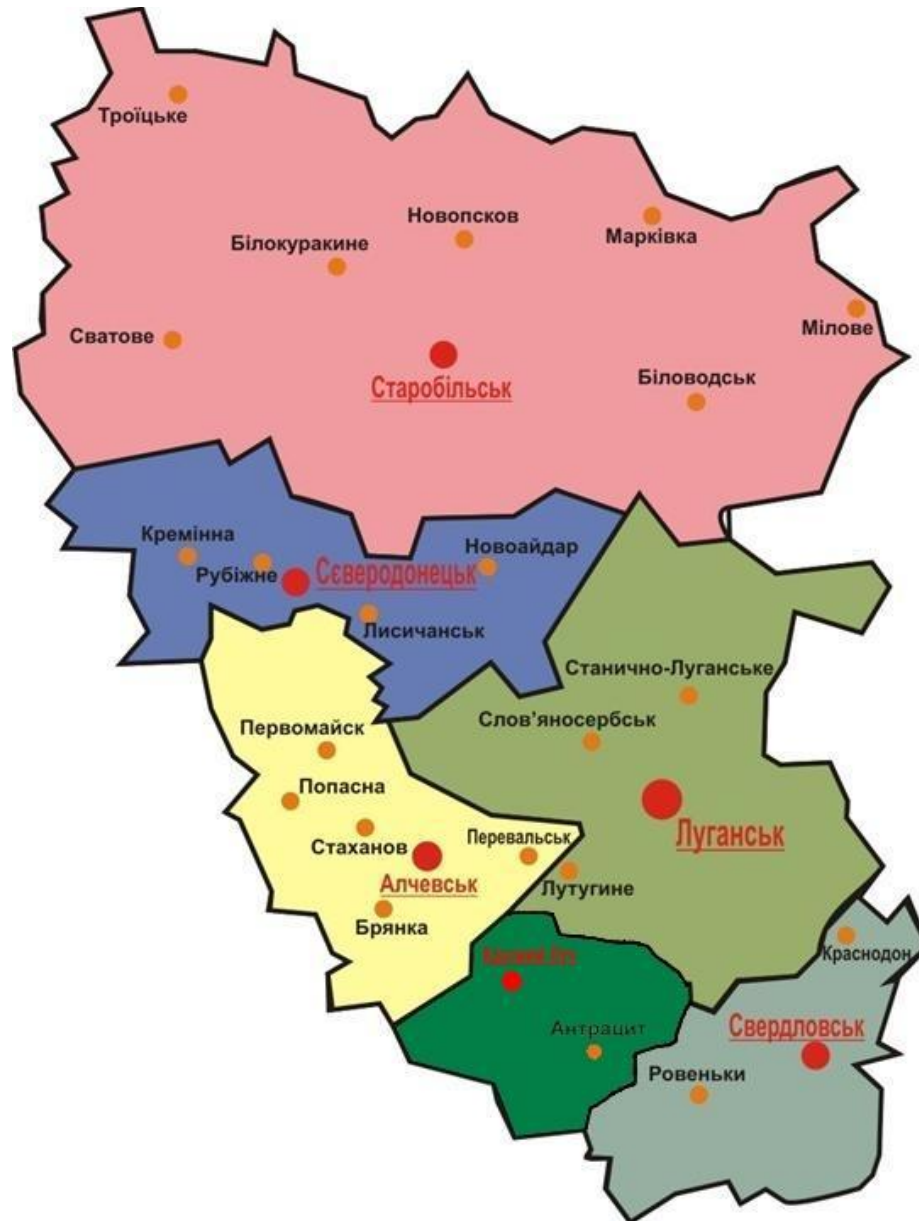 Троїцьке
Новопсков
Марківка
Білокуракине
Мілове
Сватове
Біловодськ
Старобільськ
Кремінна
Новоайдар
Рубіжне
Сєверодонецьк
Лисичанськ
Станично-Луганське
Слов'яносербськ
Первомайск
Попасна
Луганськ
Стаханов
Перевальськ
Алчевськ
Лутугине
Брянка
Краснодон
Свердловськ
Антрацит
Ровеньки